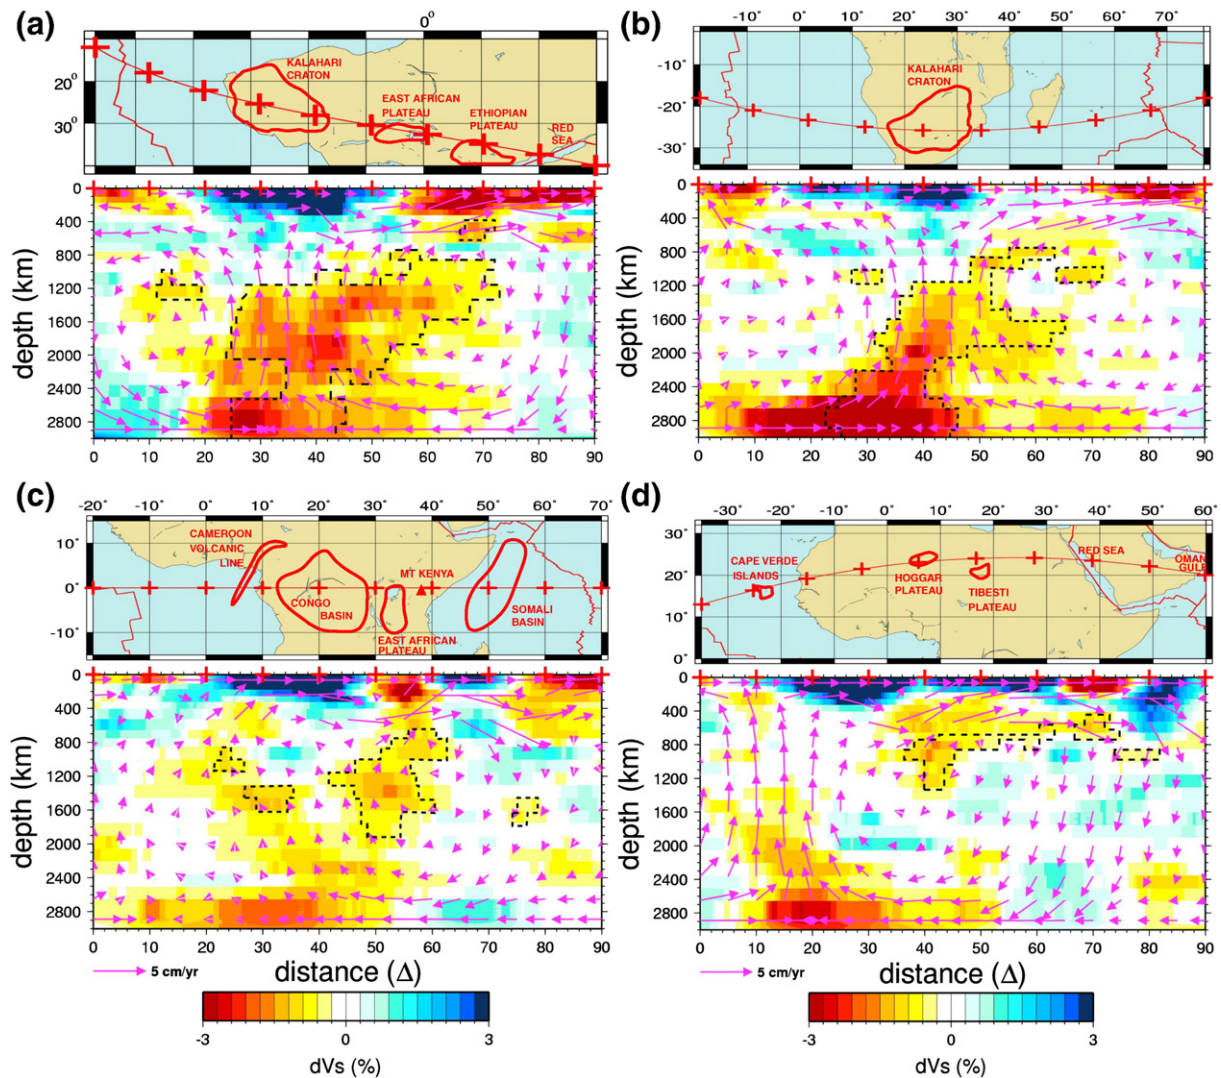 (a)
0°
KALAHARI
CRATON
EAST AFRICAN
PLATEAU
ETHIOPIAN
PLATEAU
RED
SEA
20°
30°
0
400
800
1200
1600
2000
2400
2800
depth (km)
0 10 20 30 40 50 60 70 80 90
(b)
-10° 0° 10° 20° 30° 40° 50° 60° 70°
KALAHARI
CRATON
-10°
-20°
-30°
0
400
800
1200
1600
2000
2400
2800
depth (km)
0 10 20 30 40 50 60 70 80 90
(c)
-20° -10° 0° 10° 20° 30° 40° 50° 60° 70°
CAMEROON
VOLCANIC
LINE
MT KENYA
CONGO
BASIN
SOMALI
BASIN
EAST AFRICAN
PLATEAU
10°
0°
-10°
0
400
800
1200
1600
2000
2400
2800
depth (km)
0 10 20 30 40 50 60 70 80 90
5 cm/yr
distance (Δ)
-3 0 3
dVs (%)
(d)
-30° -20° -10° 0° 10° 20° 30° 40° 50° 60°
CAPE VERDE
ISLANDS
HOGGAR
PLATEAU
TIBESTI
PLATEAU
RED SEA
OMAN
GULF
30°
20°
10°
0°
0
400
800
1200
1600
2000
2400
2800
depth (km)
0 10 20 30 40 50 60 70 80 90
5 cm/yr
distance (Δ)
-3 0 3
dVs (%)